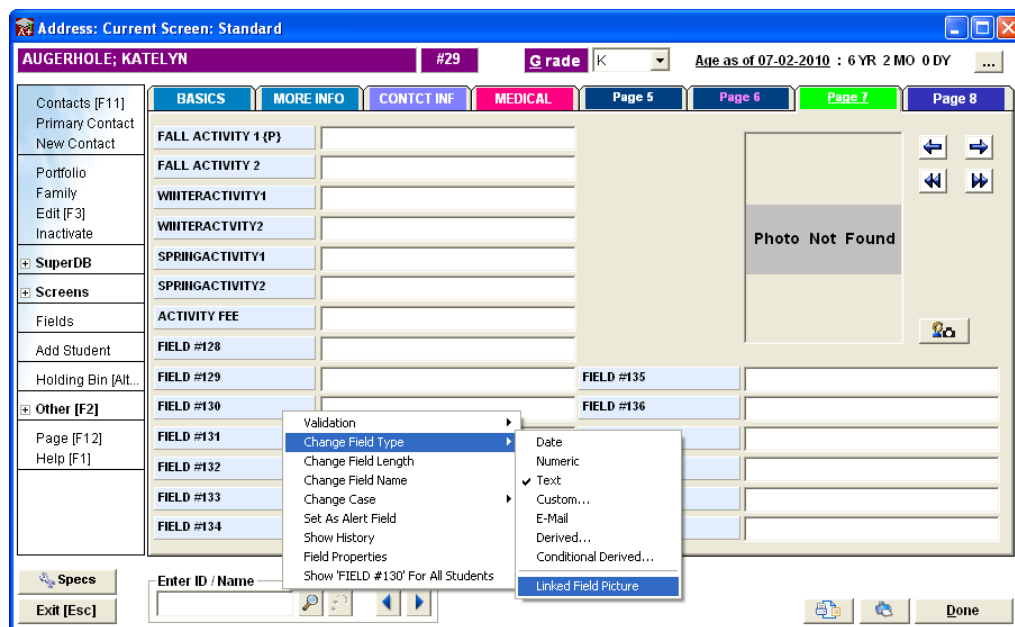 Address: Current Screen: Standard
AUGERHOLE; KATELYN #29 Grade K Age as of 07-02-2010 : 6 YR 2 MO 0 DY ...
BASICS MORE INFO CONTCT INF MEDICAL Page 5 Page 6 Page 7 Page 8
Contacts [F11]
Primary Contact
New Contact
Portfolio
Family
Edit [F3]
Inactivate
SuperDB
Screens
Fields
Add Student
Holding Bin [Alt...
Other [F2]
Page [F12]
Help [F1]
FALL ACTIVITY 1 {P}
FALL ACTIVITY 2
WINTERACTIVITY1
WINTERACTVITY2
SPRINGACTIVITY1
SPRINGACTIVITY2
ACTIVITY FEE
FIELD #128
FIELD #129
FIELD #130
FIELD #131
FIELD #132
FIELD #133
FIELD #134
Photo Not Found
FIELD #135
FIELD #136
Validation
Change Field Type
Change Field Length
Change Field Name
Change Case
Set As Alert Field
Show History
Field Properties
Show 'FIELD #130' For All Students
Date
Numeric
Text
Custom...
E-Mail
Derived...
Conditional Derived...
Linked Field Picture
Specs
Exit [Esc]
Enter ID / Name
Done